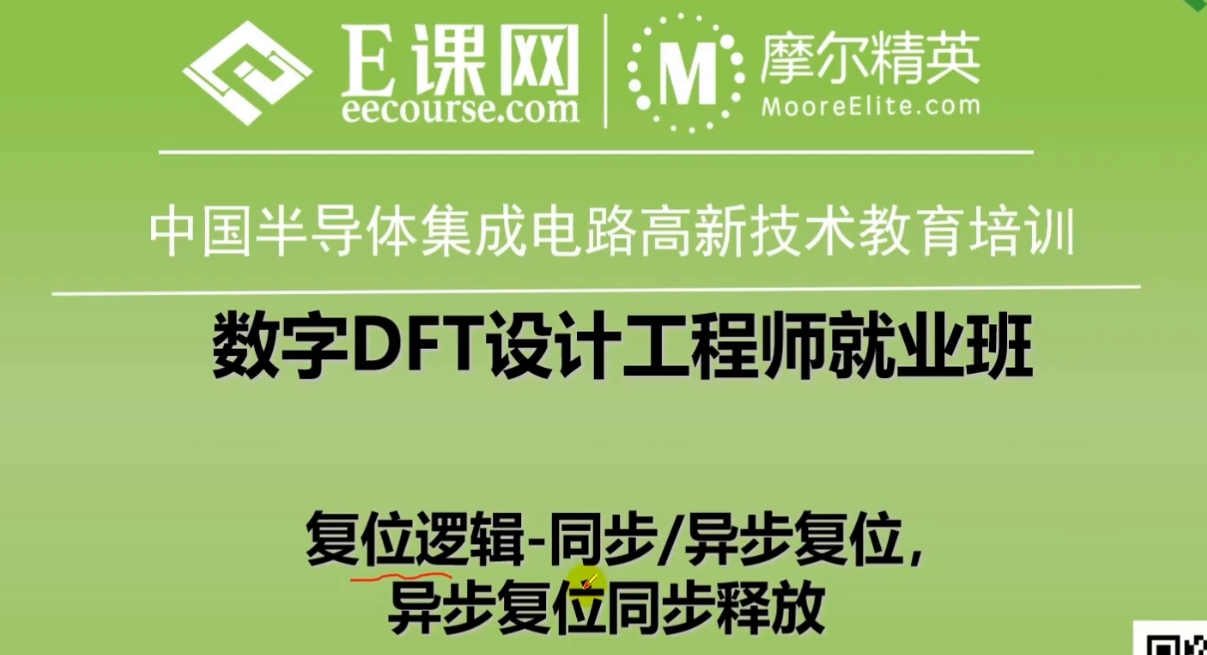 E课网
eecourse.com
M
摩尔精英
MooreElite.com
中国半导体集成电路高新技术教育培训
数字DFT设计工程师就业班
复位逻辑-同步/异步复位，
异步复位同步释放